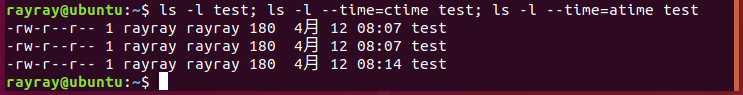 rayray@ubuntu:~$ ls -l test; ls -l --time=ctime test; ls -l --time=atime test
-rw-r--r-- 1 rayray rayray 180  4月 12 08:07 test
-rw-r--r-- 1 rayray rayray 180  4月 12 08:07 test
-rw-r--r-- 1 rayray rayray 180  4月 12 08:14 test
rayray@ubuntu:~$